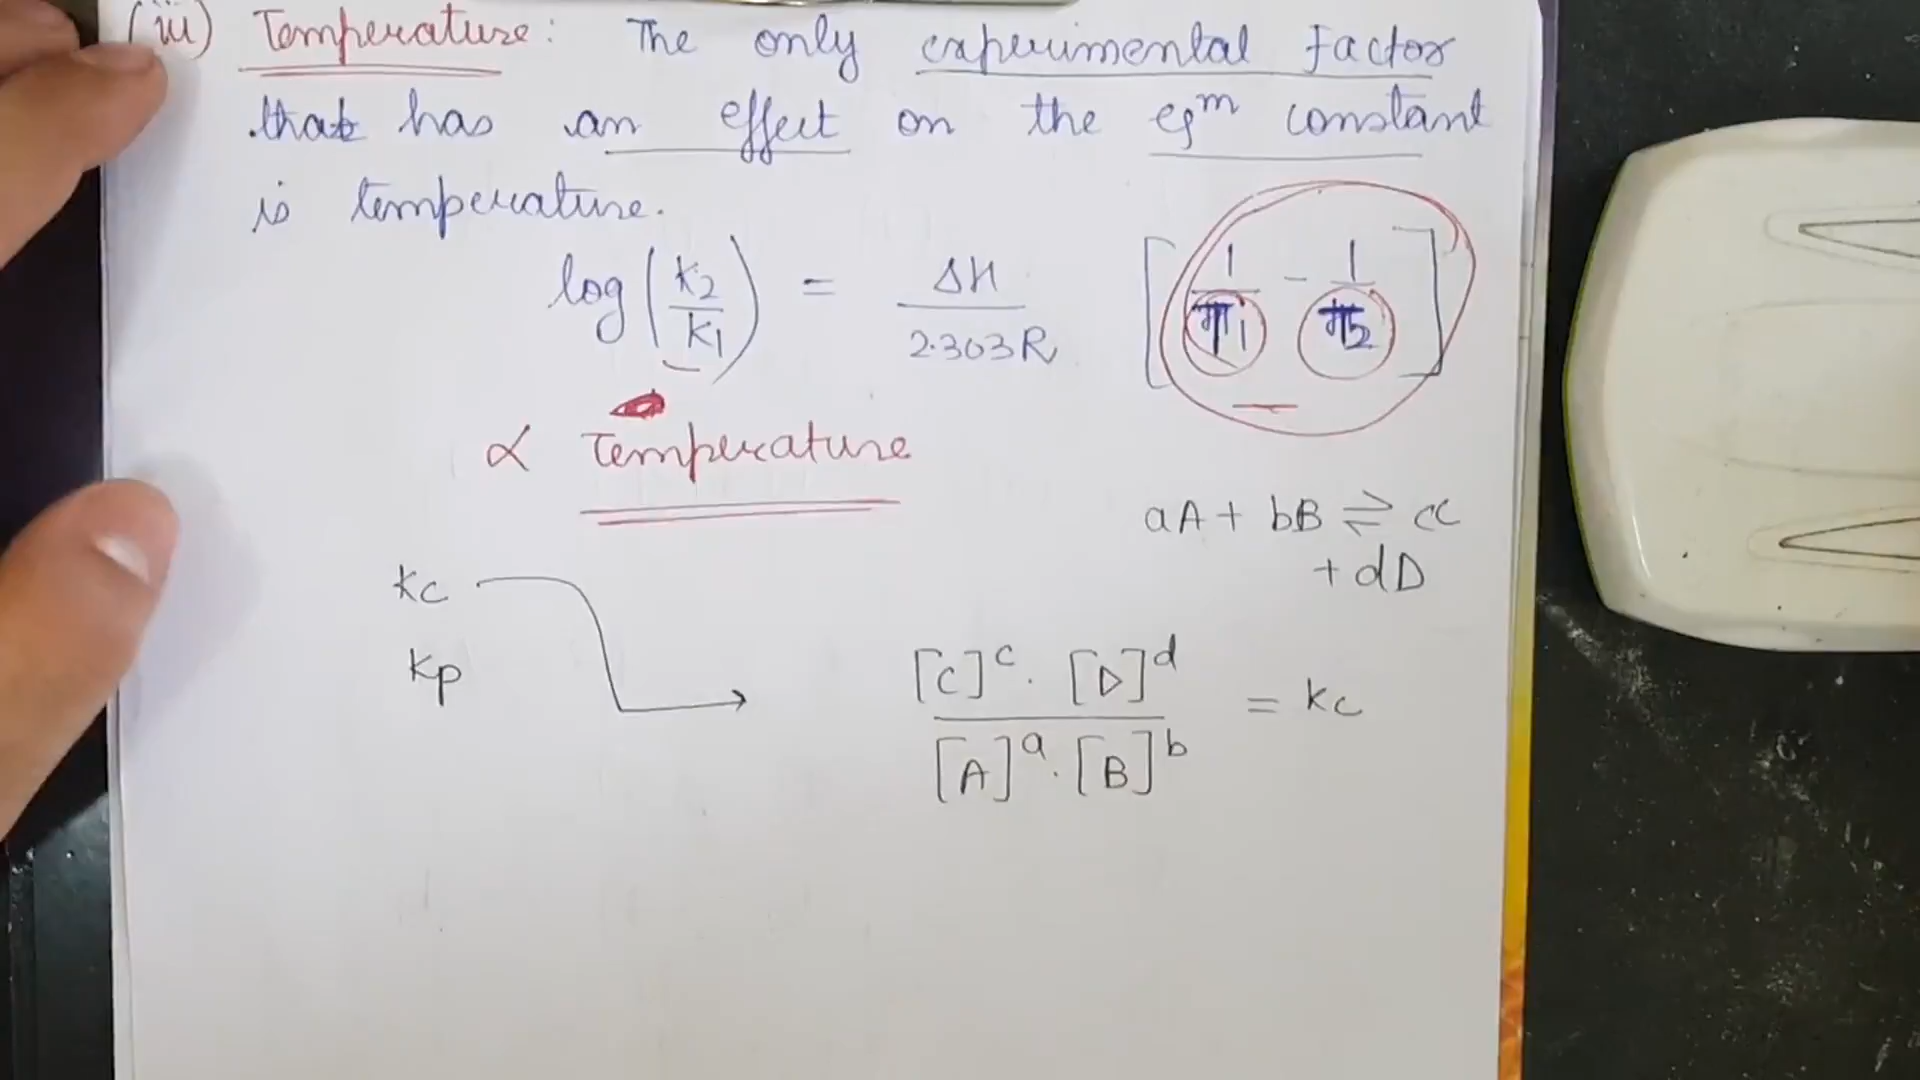 (iii) Temperature: The only experimental factor
that has an effect on the eqm constant
is temperature.
log(K2/K1) = ΔH/2.303R [1/T1 - 1/T2]
∝ Temperature
aA + bB ⇌ cC
+ dD
Kc
Kp
[C]^c . [D]^d / [A]^a . [B]^b = Kc